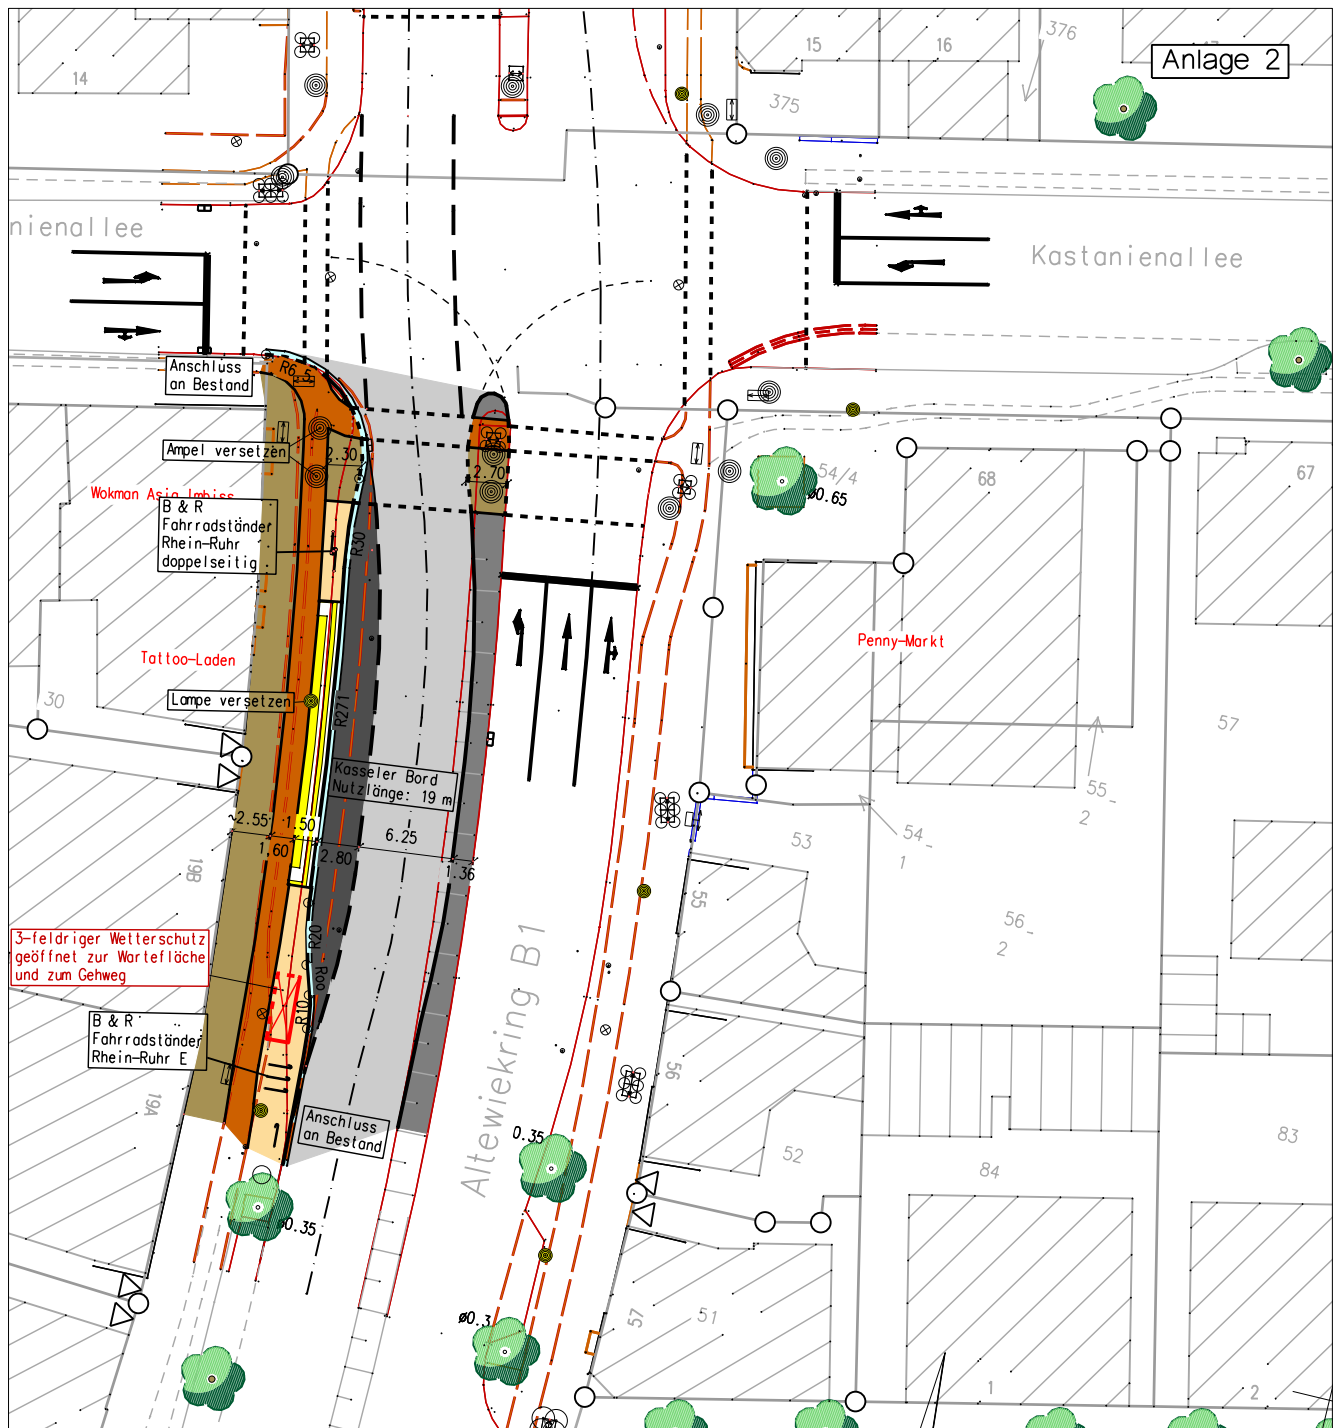 Anlage 2
14
15
16
376
375
nienallee
Kastanienallee
Anschluss
an Bestand
R6.5
Ampel versetzen
2.30
2.70
Wokman Asia Imbiss
B & R
Fahrradständer
Rhein-Ruhr
doppelseitig
R30
54/4
ø0.65
68
67
Tattoo-Laden
Penny-Markt
30
Lampe versetzen
R271
57
Kasseler Bord
Nutzlänge: 19 m
55
2
~2.55
1.50
6.25
1.60
2.80
1.36
53
54
1
19B
55
56
2
3-feldriger Wetterschutz
geöffnet zur Wartefläche
und zum Gehweg
R20
R∞
R10
Altewiekring B1
B & R
Fahrradständer
Rhein-Ruhr E
56
19A
Anschluss
an Bestand
0.35
52
83
84
ø0.35
ø0.3
57
51
1
2